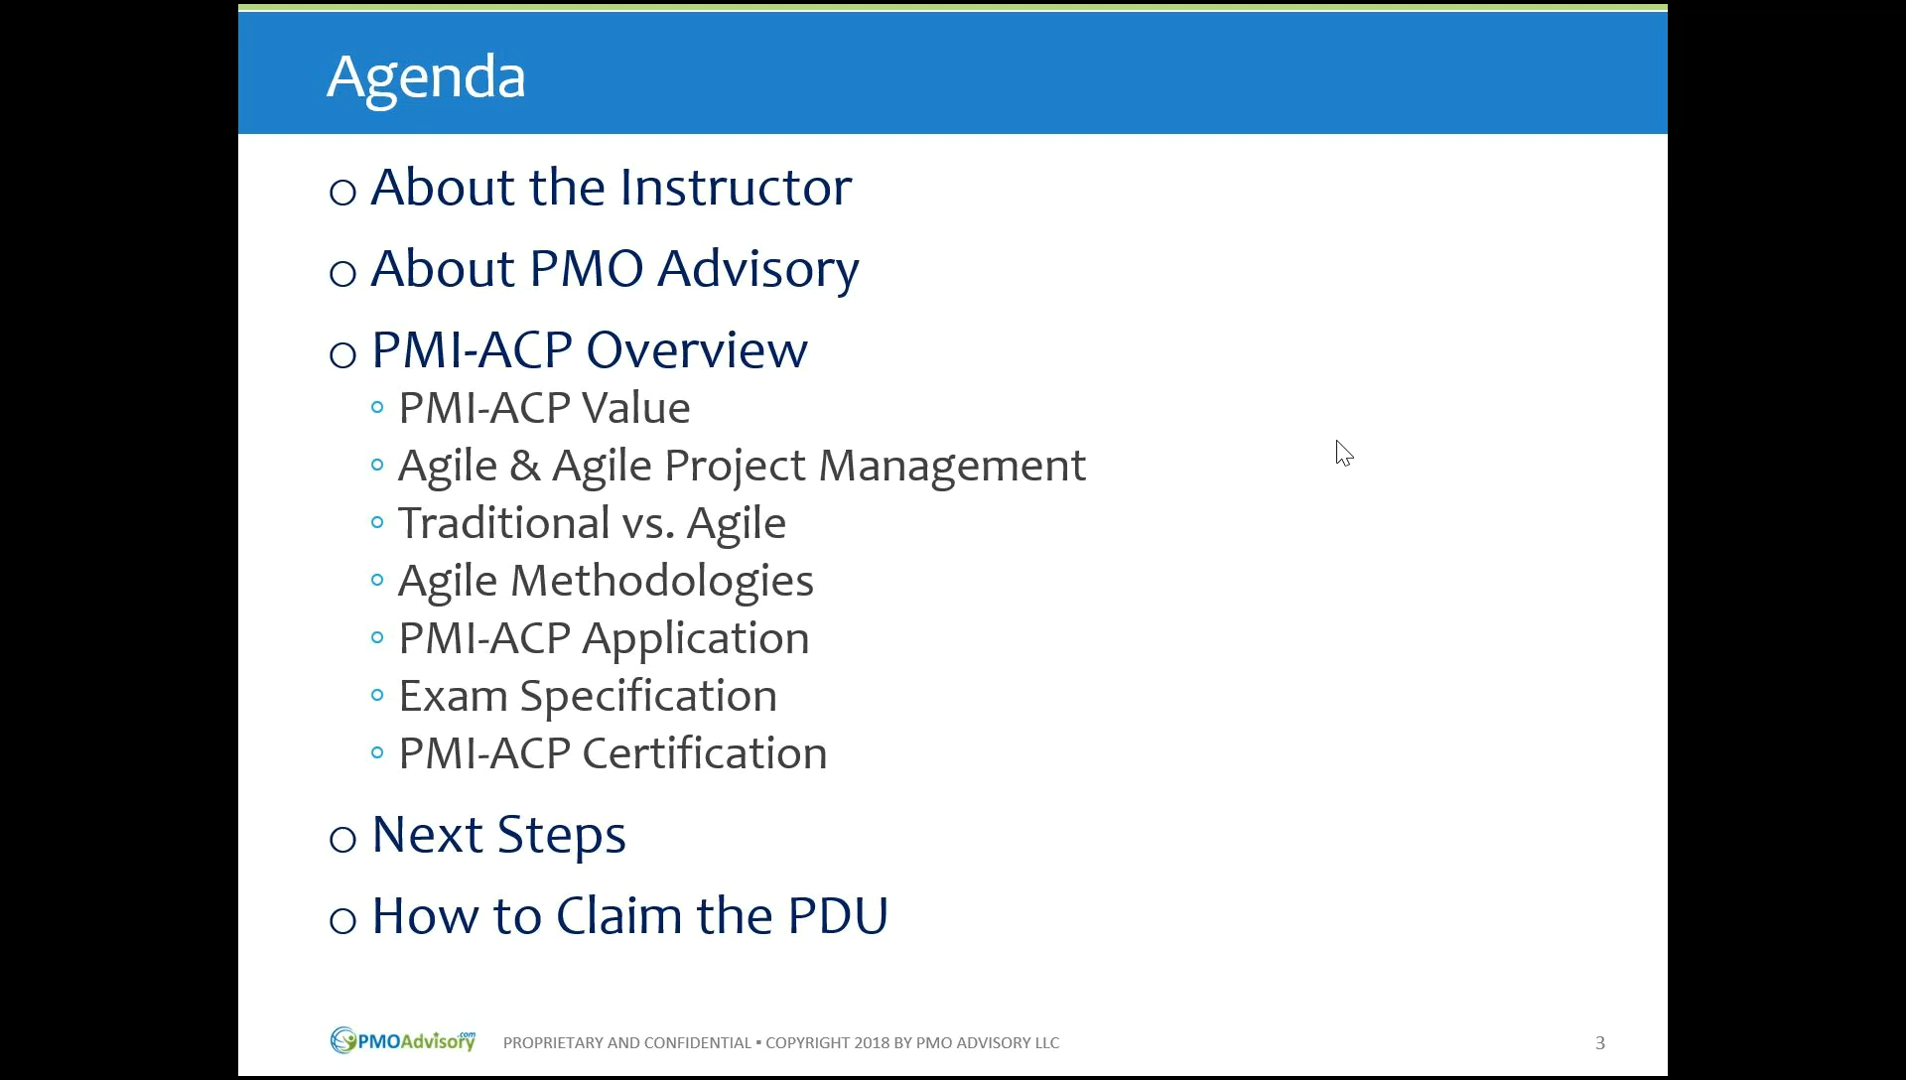 Agenda
o About the Instructor
o About PMO Advisory
o PMI-ACP Overview
◦ PMI-ACP Value
◦ Agile & Agile Project Management
◦ Traditional vs. Agile
◦ Agile Methodologies
◦ PMI-ACP Application
◦ Exam Specification
◦ PMI-ACP Certification
o Next Steps
o How to Claim the PDU
PMOAdvisory.com PROPRIETARY AND CONFIDENTIAL ▪ COPYRIGHT 2018 BY PMO ADVISORY LLC 3